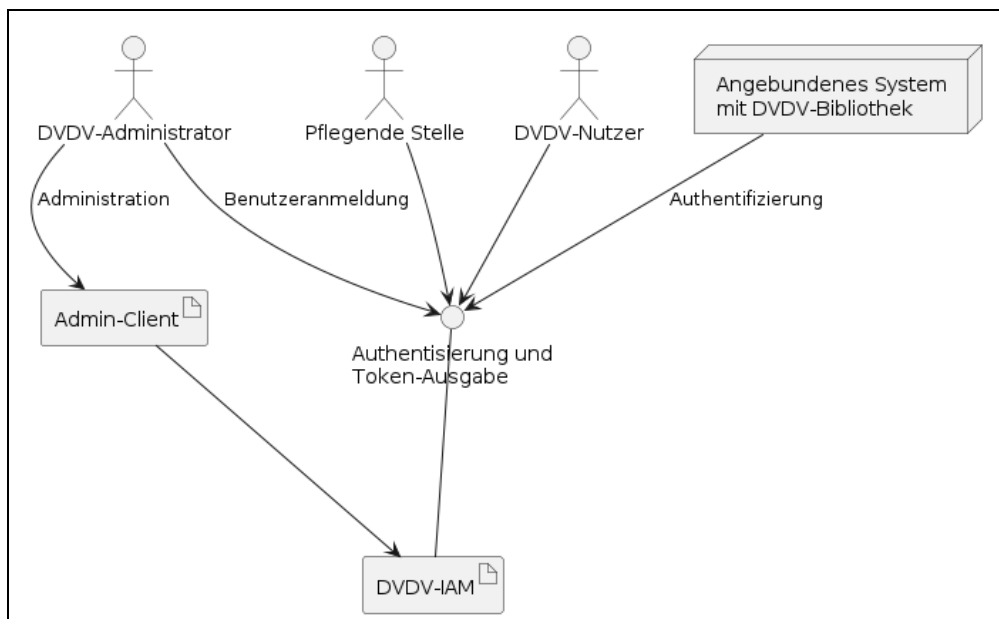 Angebundenes System
mit DVDV-Bibliothek
DVDV-Administrator
Pflegende Stelle
DVDV-Nutzer
Administration
Benutzeranmeldung
Authentifizierung
Admin-Client
Authentisierung und
Token-Ausgabe
DVDV-IAM